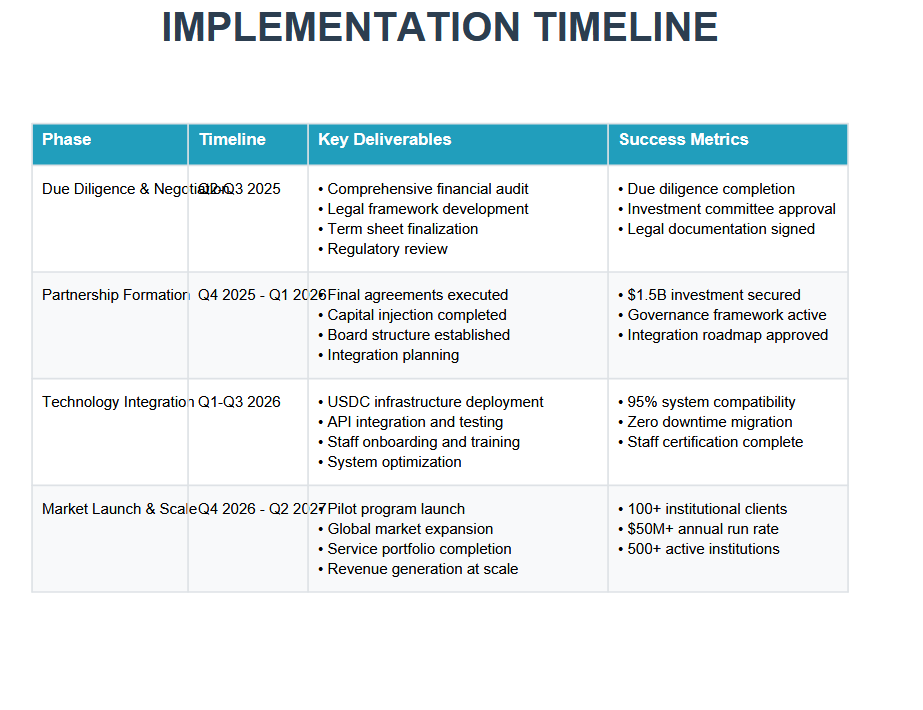 IMPLEMENTATION TIMELINE
Phase Timeline Key Deliverables Success Metrics
Due Diligence & Negotiation Q2-Q3 2025 • Comprehensive financial audit • Due diligence completion
• Legal framework development • Investment committee approval
• Term sheet finalization • Legal documentation signed
• Regulatory review
Partnership Formation Q4 2025 - Q1 2026 • Final agreements executed • $1.5B investment secured
• Capital injection completed • Governance framework active
• Board structure established • Integration roadmap approved
• Integration planning
Technology Integration Q1-Q3 2026 • USDC infrastructure deployment • 95% system compatibility
• API integration and testing • Zero downtime migration
• Staff onboarding and training • Staff certification complete
• System optimization
Market Launch & Scale Q4 2026 - Q2 2027 • Pilot program launch • 100+ institutional clients
• Global market expansion • $50M+ annual run rate
• Service portfolio completion • 500+ active institutions
• Revenue generation at scale